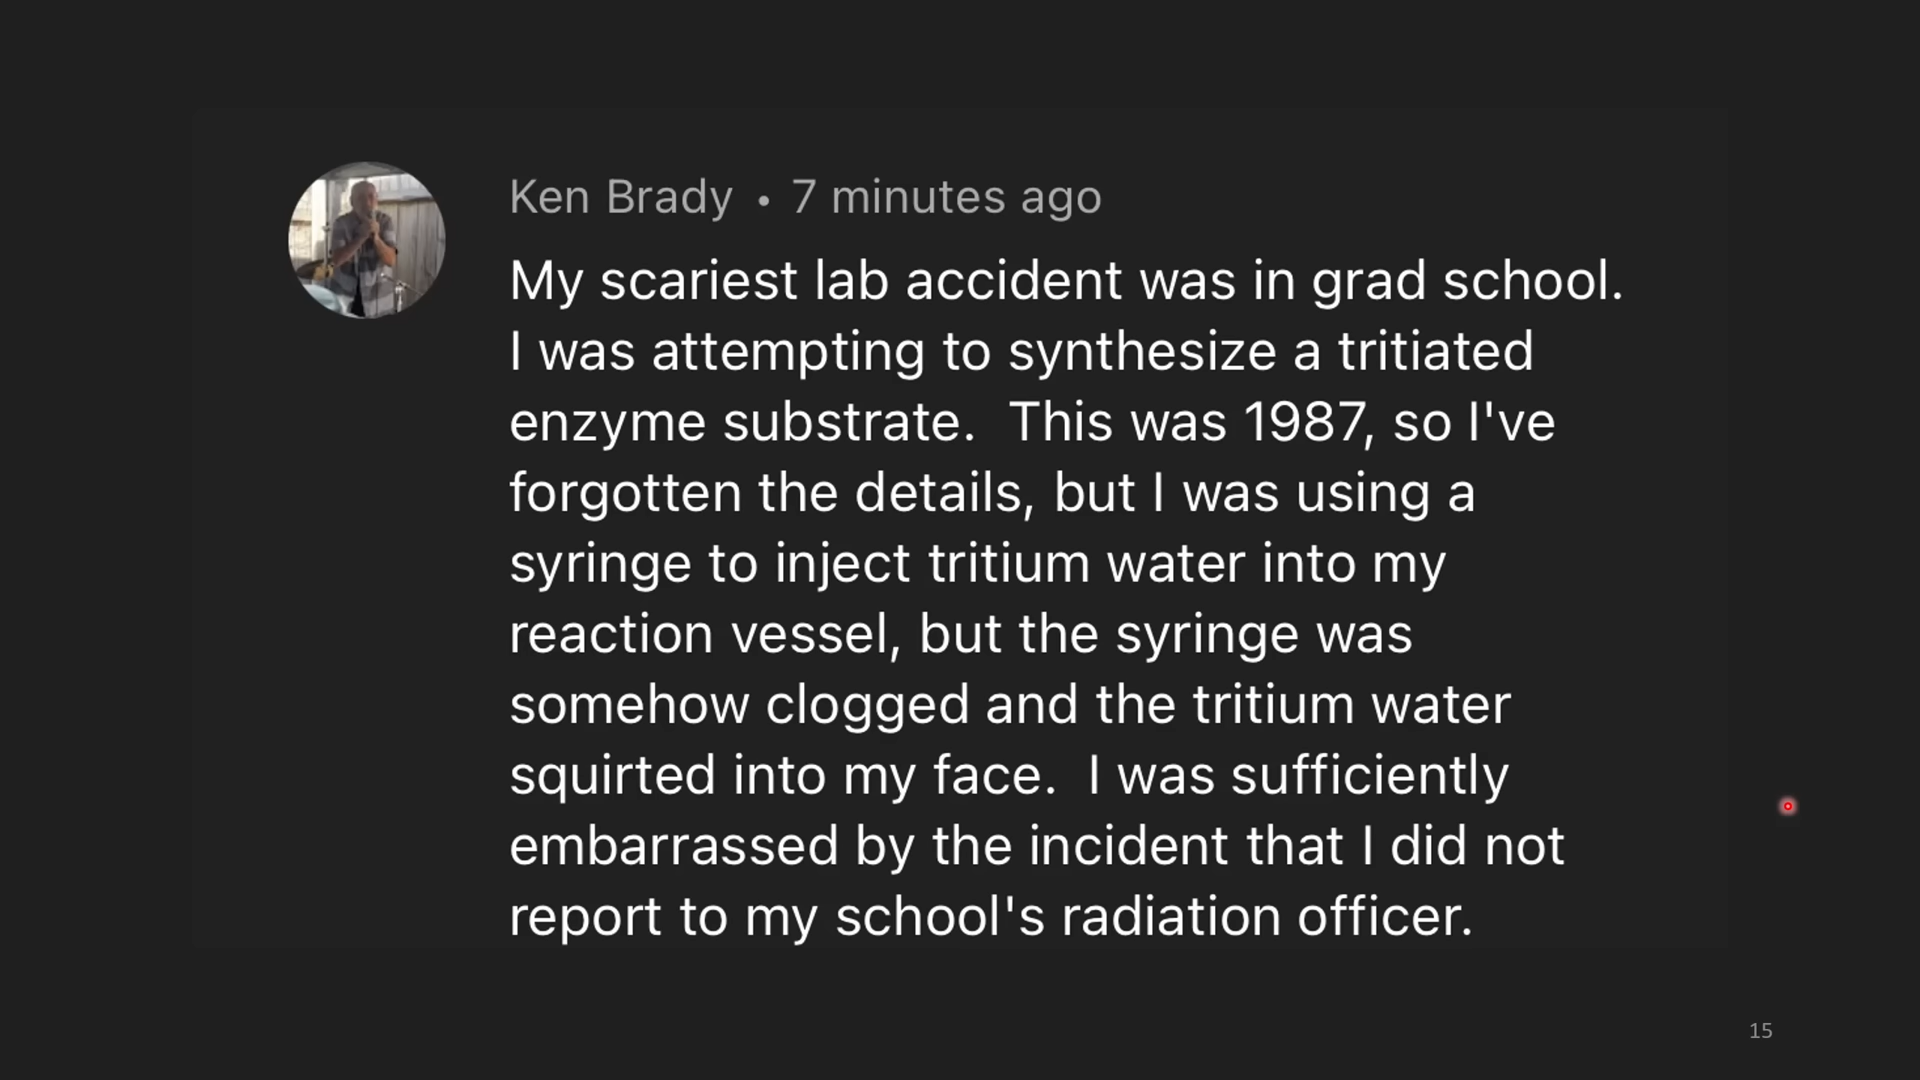 Ken Brady • 7 minutes ago
My scariest lab accident was in grad school.
I was attempting to synthesize a tritiated
enzyme substrate.  This was 1987, so I've
forgotten the details, but I was using a
syringe to inject tritium water into my
reaction vessel, but the syringe was
somehow clogged and the tritium water
squirted into my face.  I was sufficiently
embarrassed by the incident that I did not
report to my school's radiation officer.
15